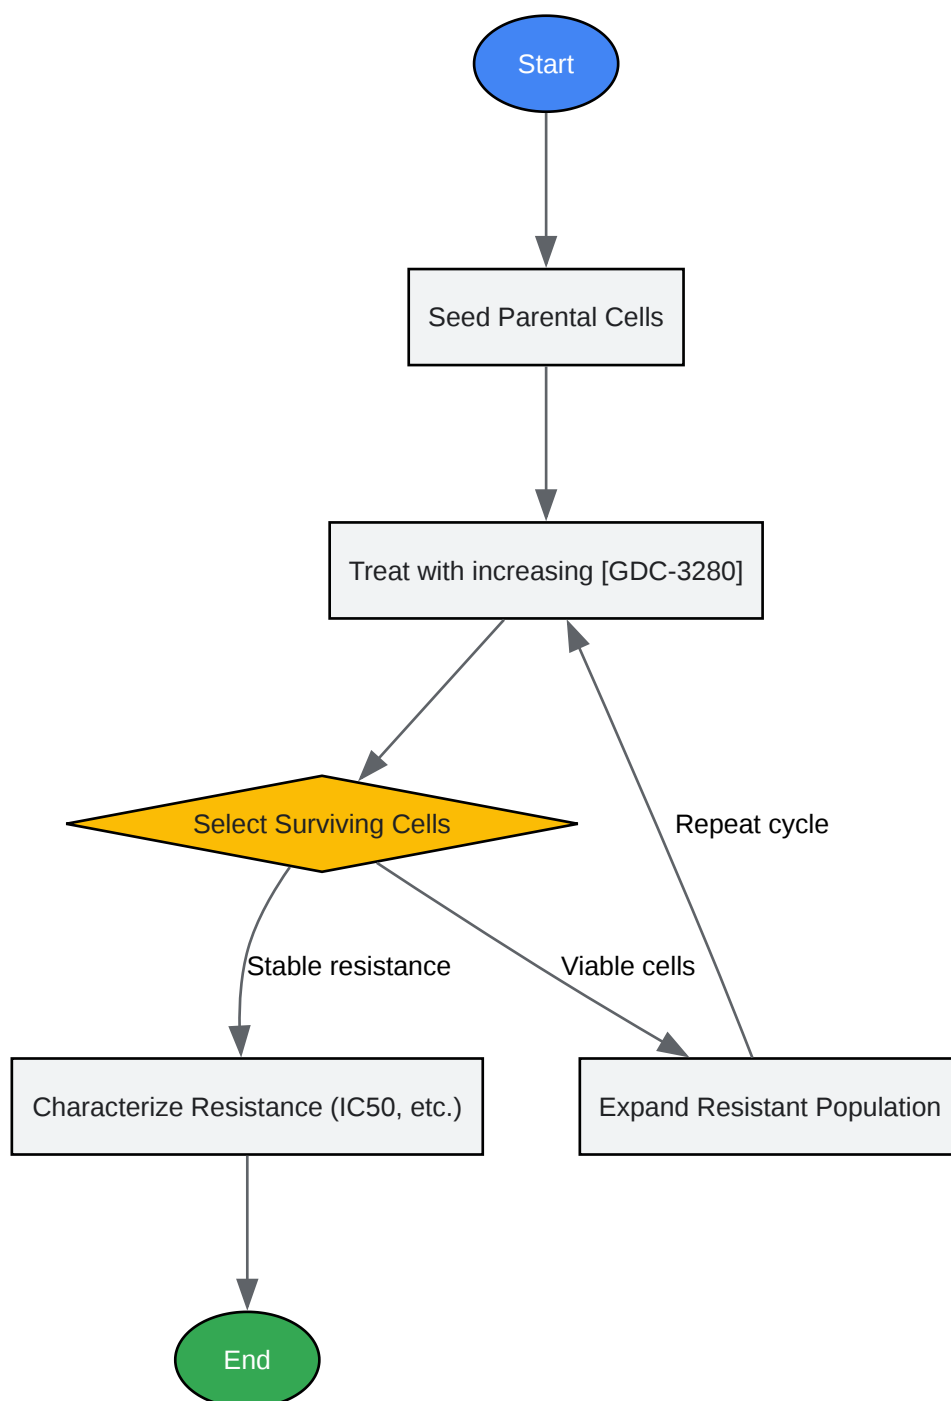 Start
Seed Parental Cells
Treat with increasing [GDC-3280]
Select Surviving Cells
Repeat cycle
Stable resistance
Viable cells
Characterize Resistance (IC50, etc.)
Expand Resistant Population
End